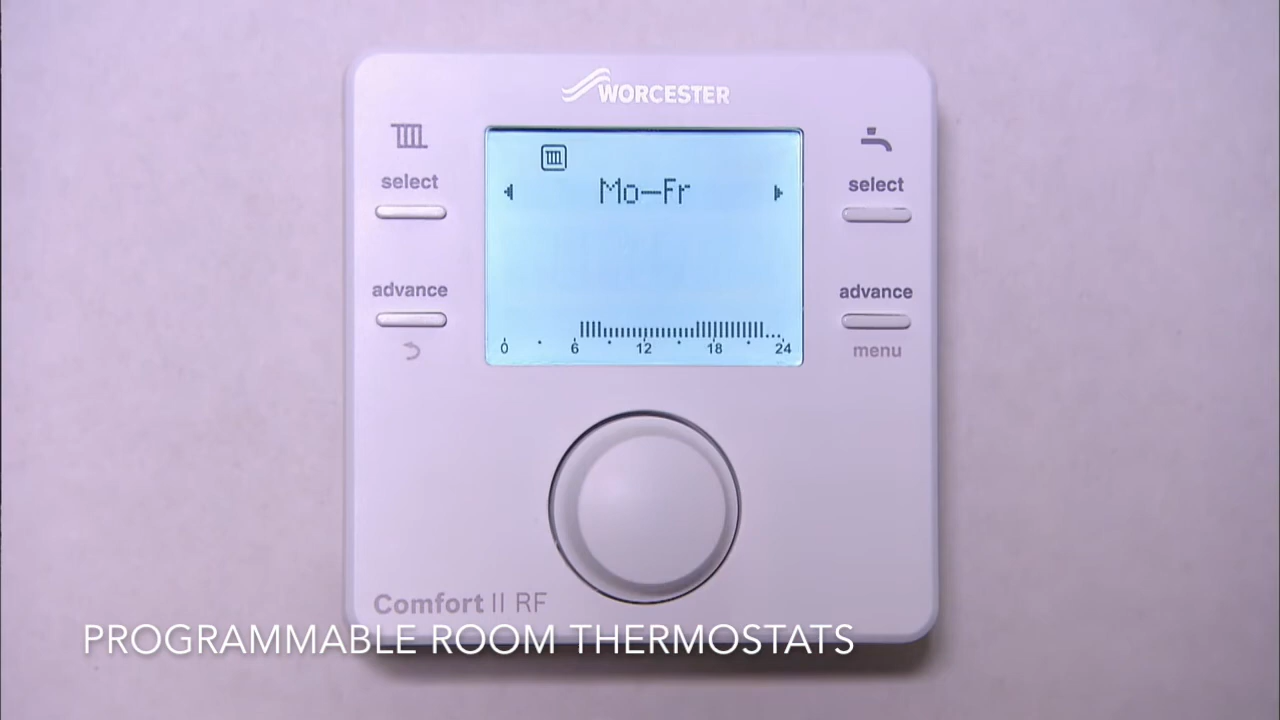 WORCESTER
select
select
Mo–Fr
advance
advance
menu
0 6 12 18 24
Comfort II RF
PROGRAMMABLE ROOM THERMOSTATS